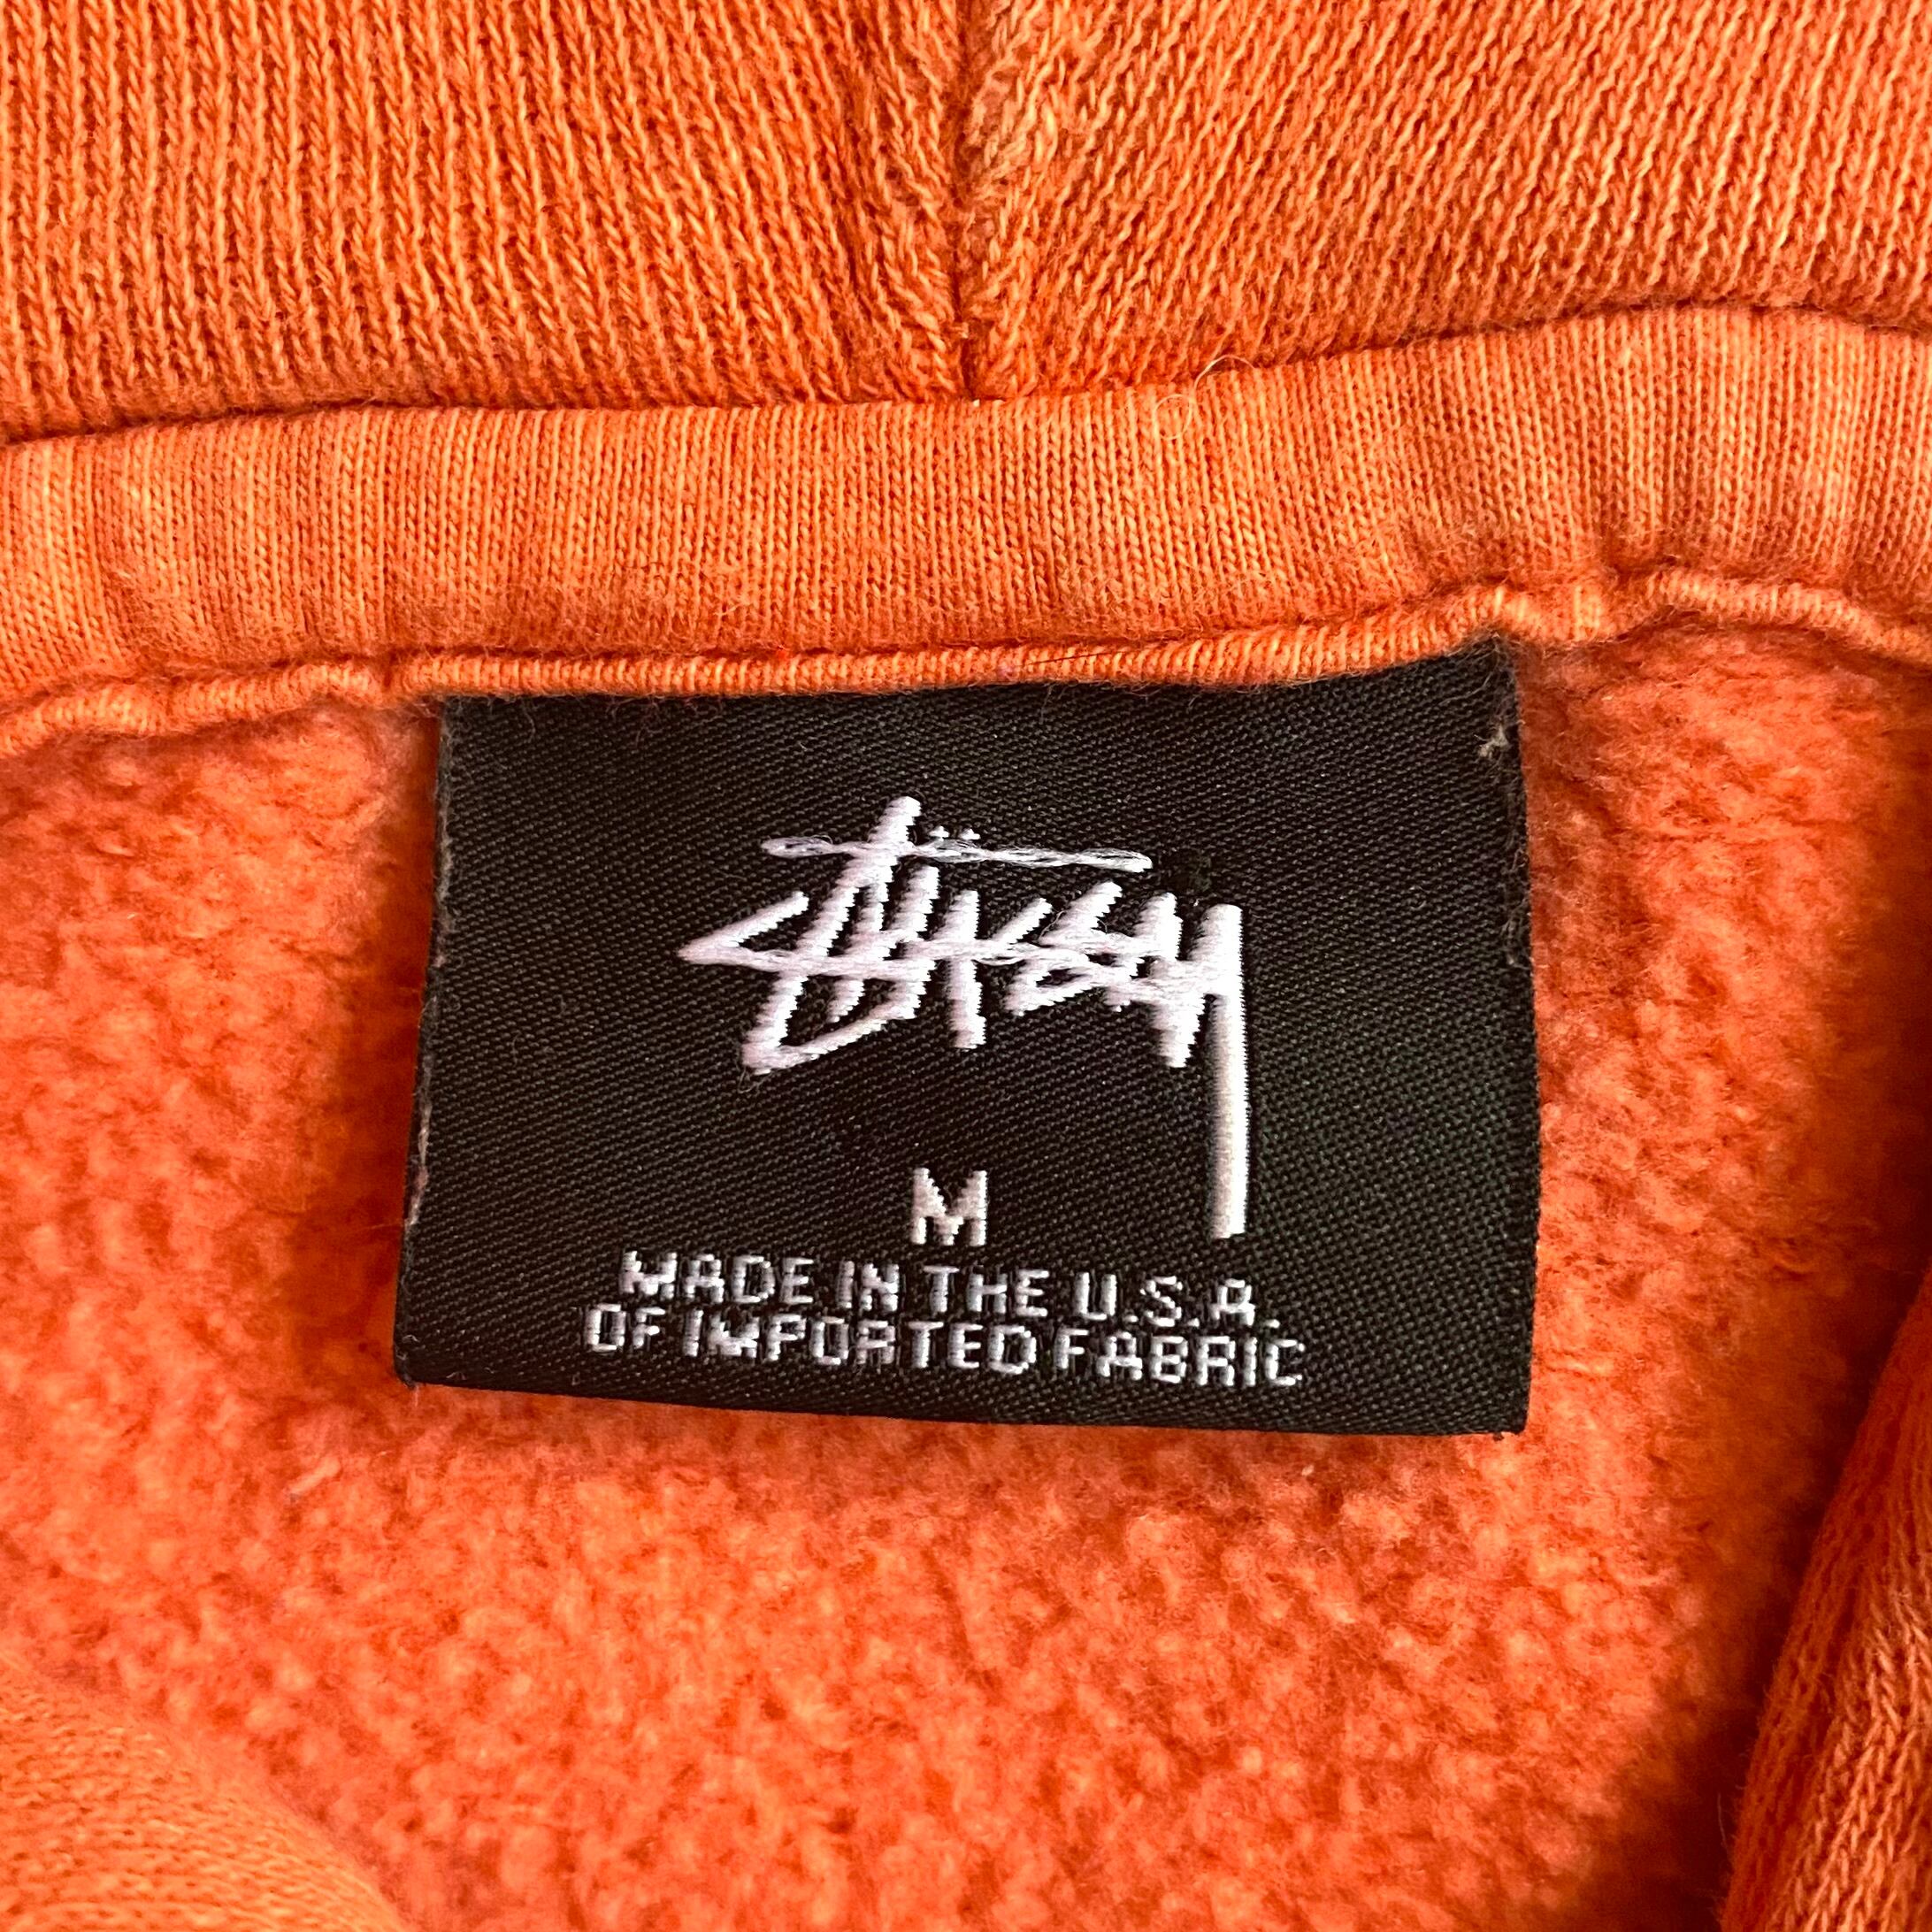 Stüssy
M
MADE IN THE U.S.A.
OF IMPORTED FABRIC